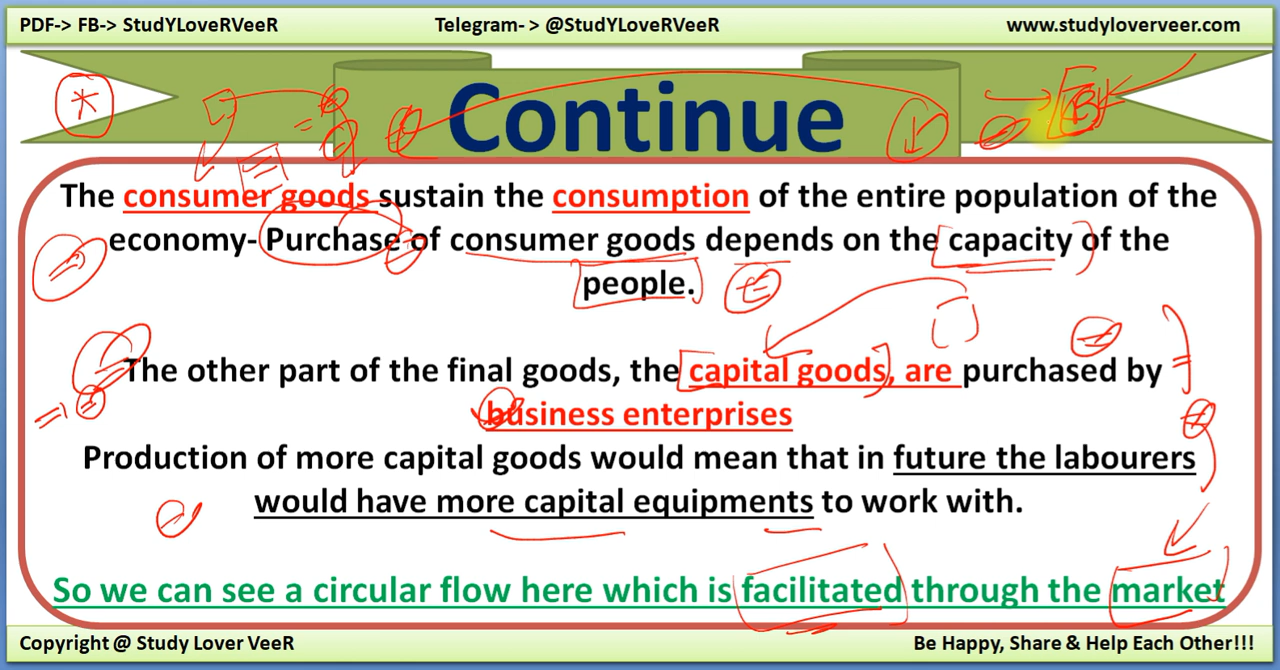 PDF-> FB-> StudYLoveRVeeR
Telegram- > @StudYLoveRVeeR
www.studyloverveer.com
Continue
The consumer goods sustain the consumption of the entire population of the
economy- Purchase of consumer goods depends on the capacity of the
people.
The other part of the final goods, the capital goods, are purchased by
business enterprises
Production of more capital goods would mean that in future the labourers
would have more capital equipments to work with.
So we can see a circular flow here which is facilitated through the market
Copyright @ Study Lover VeeR
Be Happy, Share & Help Each Other!!!